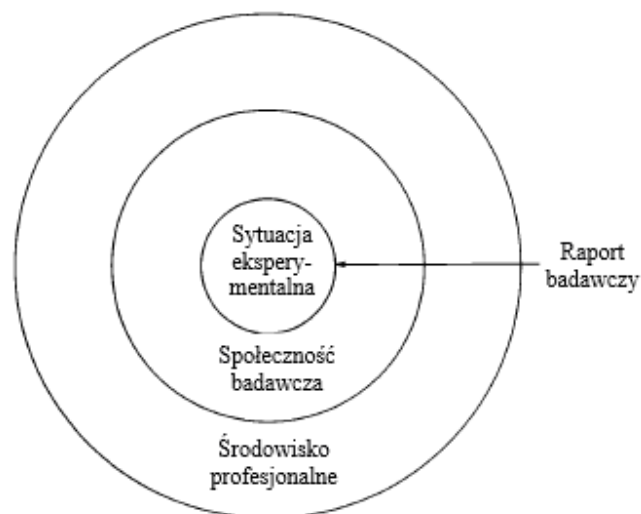 Sytuacja
ekspery-
mentalna
Raport
badawczy
Społeczność
badawcza
Środowisko
profesjonalne